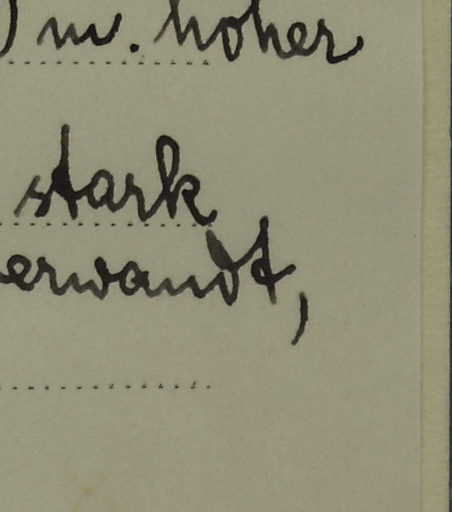 ) m. hoher
stark
erwandt,